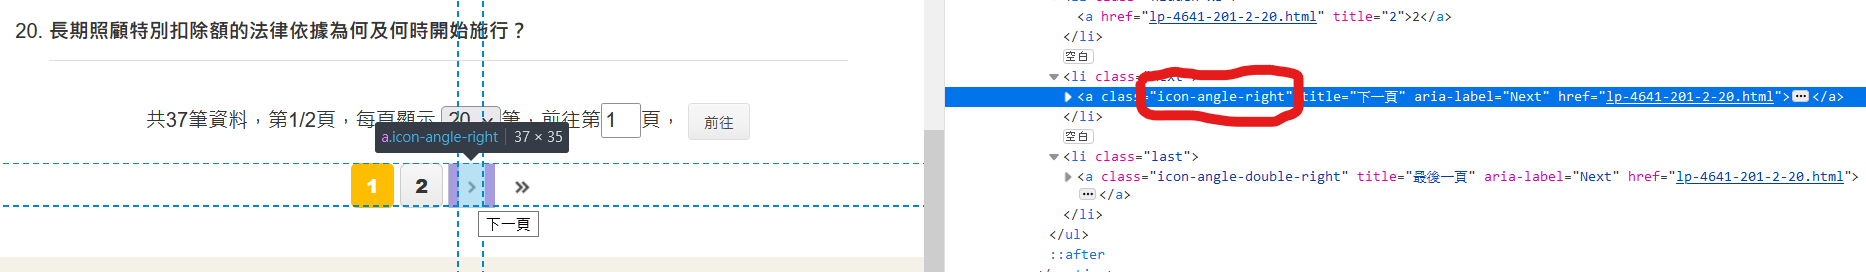 20. 長期照顧特別扣除額的法律依據為何及何時開始施行？
共37筆資料，第1/2頁，每頁顯示 20 筆，前往第 1 頁， 前往
a.icon-angle-right 37 × 35
1 2 › »
下一頁
<a href="lp-4641-201-2-20.html" title="2">2</a>
</li>
空白
<li class="next">
<a class="icon-angle-right" title="下一頁" aria-label="Next" href="lp-4641-201-2-20.html">⋯</a>
</li>
空白
<li class="last">
<a class="icon-angle-double-right" title="最後一頁" aria-label="Next" href="lp-4641-201-2-20.html">
⋯</a>
</li>
</ul>
::after